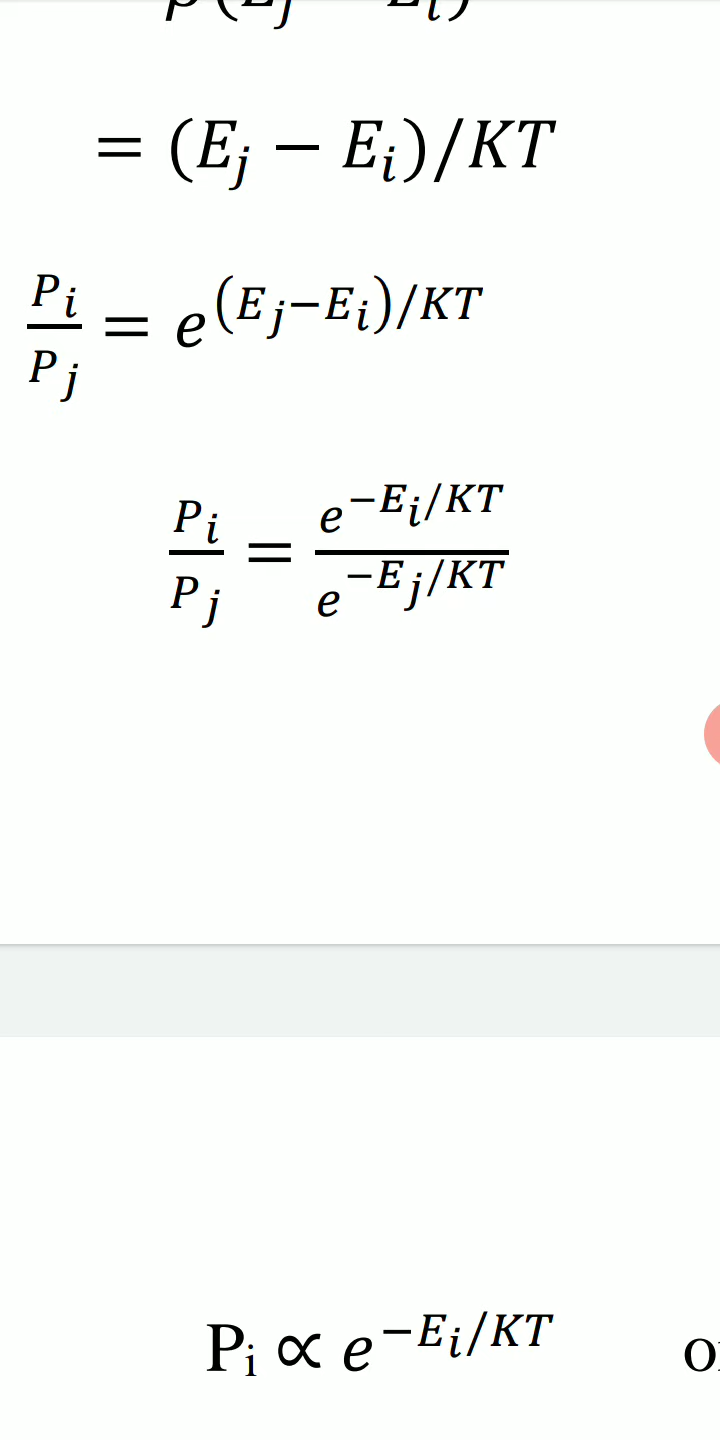 = (E_j − E_i)/KT
P_i/P_j = e^{(E_j−E_i)/KT}
P_i/P_j = e^{−E_i/KT}/e^{−E_j/KT}
P_i ∝ e^{−E_i/KT}